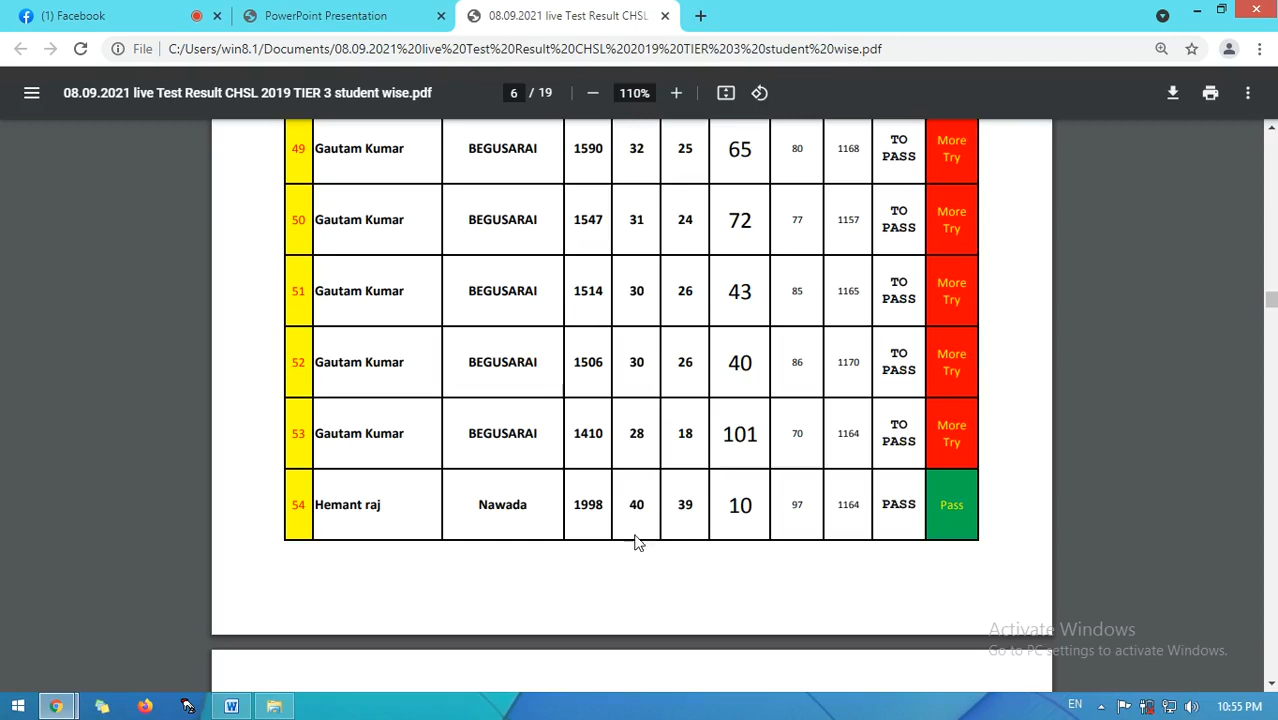 (1) Facebook
PowerPoint Presentation
08.09.2021 live Test Result CHSL
File
C:/Users/win8.1/Documents/08.09.2021%20live%20Test%20Result%20CHSL%202019%20TIER%203%20student%20wise.pdf
08.09.2021 live Test Result CHSL 2019 TIER 3 student wise.pdf
6 / 19
110%
49 Gautam Kumar BEGUSARAI 1590 32 25 65 80 1168 TO PASS More Try
50 Gautam Kumar BEGUSARAI 1547 31 24 72 77 1157 TO PASS More Try
51 Gautam Kumar BEGUSARAI 1514 30 26 43 85 1165 TO PASS More Try
52 Gautam Kumar BEGUSARAI 1506 30 26 40 86 1170 TO PASS More Try
53 Gautam Kumar BEGUSARAI 1410 28 18 101 70 1164 TO PASS More Try
54 Hemant raj Nawada 1998 40 39 10 97 1164 PASS Pass
Activate Windows
Go to PC settings to activate Windows.
EN
10:55 PM